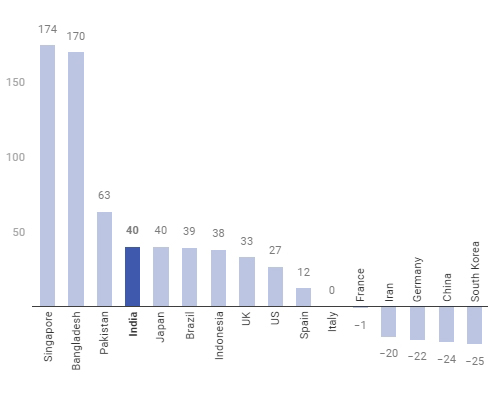 174
170
150
100
63
50
40
40
39
38
33
27
12
0
−1
−20
−22
−24
−25
Singapore
Bangladesh
Pakistan
India
Japan
Brazil
Indonesia
UK
US
Spain
Italy
France
Iran
Germany
China
South Korea